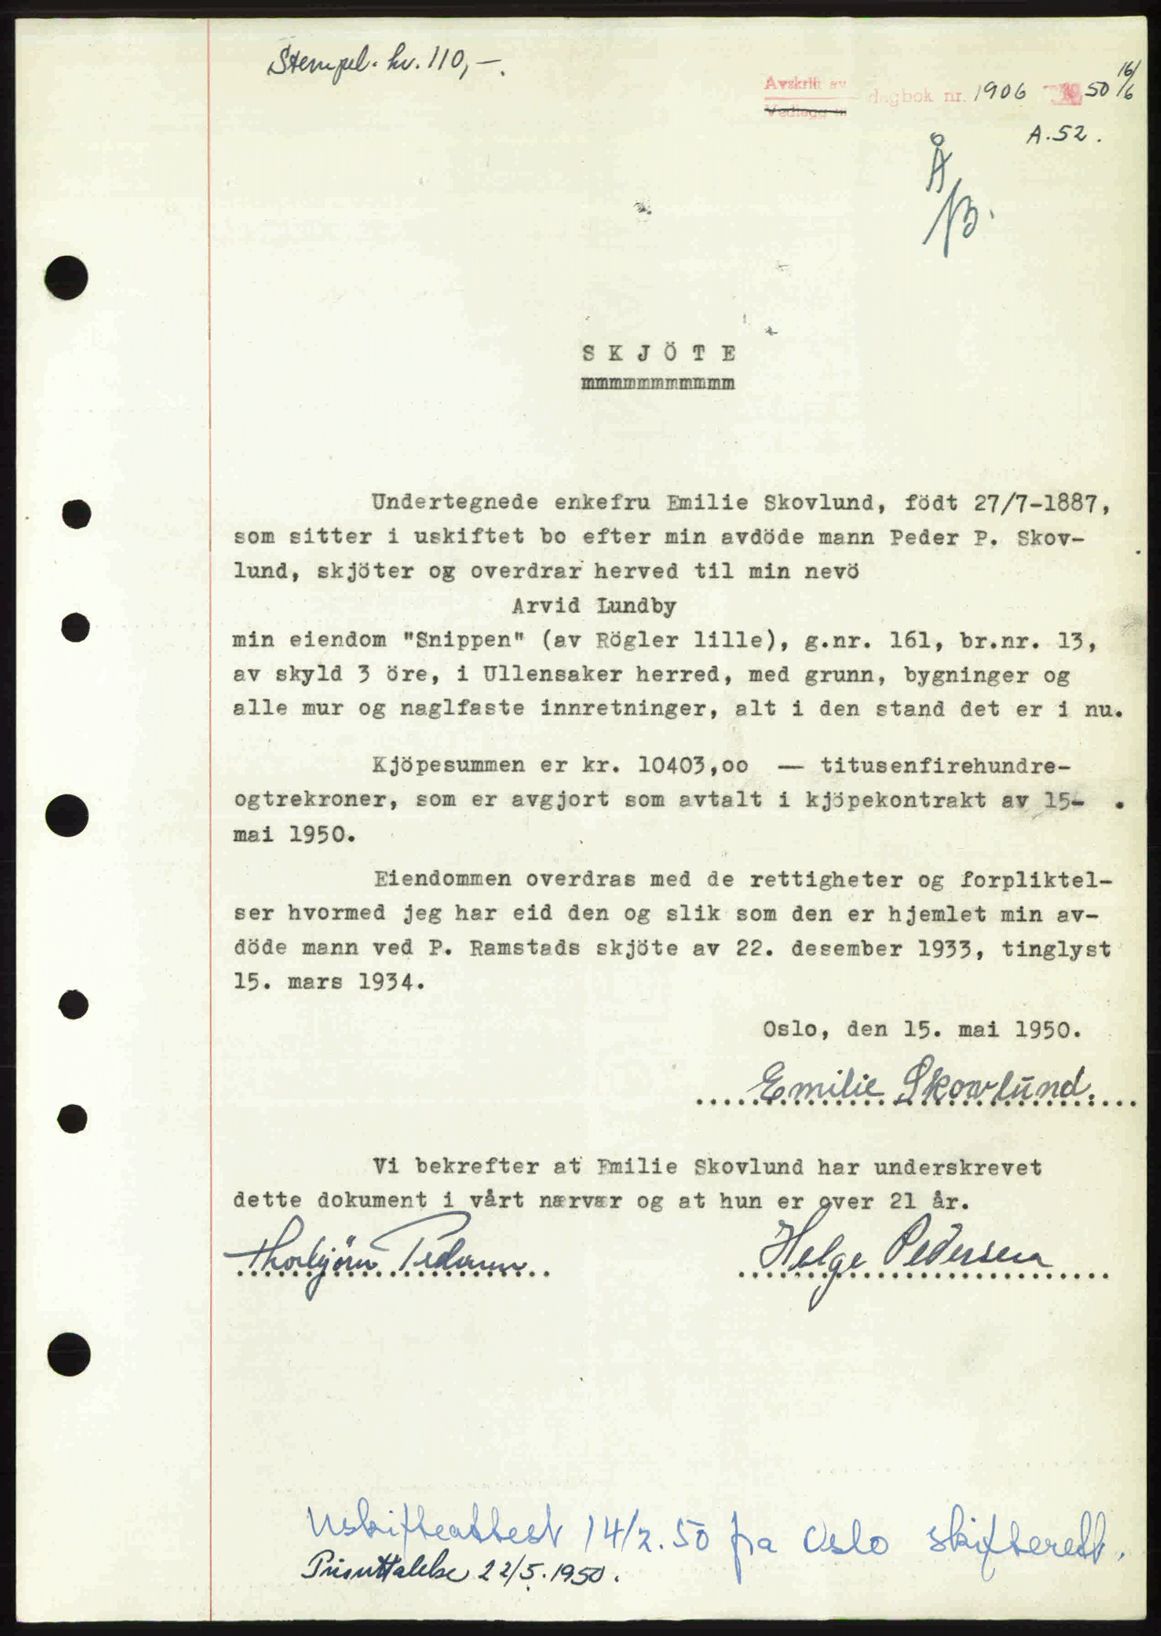 Stempel. kr. 110,-.
Avskrift av
Vedlegg
dagbok nr. 1906 1950 16/6
A. 52.
Å
/B.
SKJÖTE
mmmmmmmmmmm
Undertegnede enkefru Emilie Skovlund, födt 27/7-1887,
som sitter i uskiftet bo efter min avdöde mann Peder P. Skov-
lund, skjöter og overdrar herved til min nevö
Arvid Lundby
min eiendom "Snippen" (av Rögler lille), g.nr. 161, br.nr. 13,
av skyld 3 öre, i Ullensaker herred, med grunn, bygninger og
alle mur og naglfaste innretninger, alt i den stand det er i nu.
Kjöpesummen er kr. 10403,oo — titusenfirehundre-
ogtrekroner, som er avgjort som avtalt i kjöpekontrakt av 15- .
mai 1950.
Eiendommen overdras med de rettigheter og forpliktel-
ser hvormed jeg har eid den og slik som den er hjemlet min av-
döde mann ved P. Ramstads skjöte av 22. desember 1933, tinglyst
15. mars 1934.
Oslo, den 15. mai 1950.
Emilie Skovlund.
Vi bekrefter at Emilie Skovlund har underskrevet
dette dokument i vårt nærvær og at hun er over 21 år.
Thorbjörn Pedersen Helge Pedersen
Uskifteattest 14/2.50 fra Oslo skifterett.
Prisuttalelse 22/5.1950.